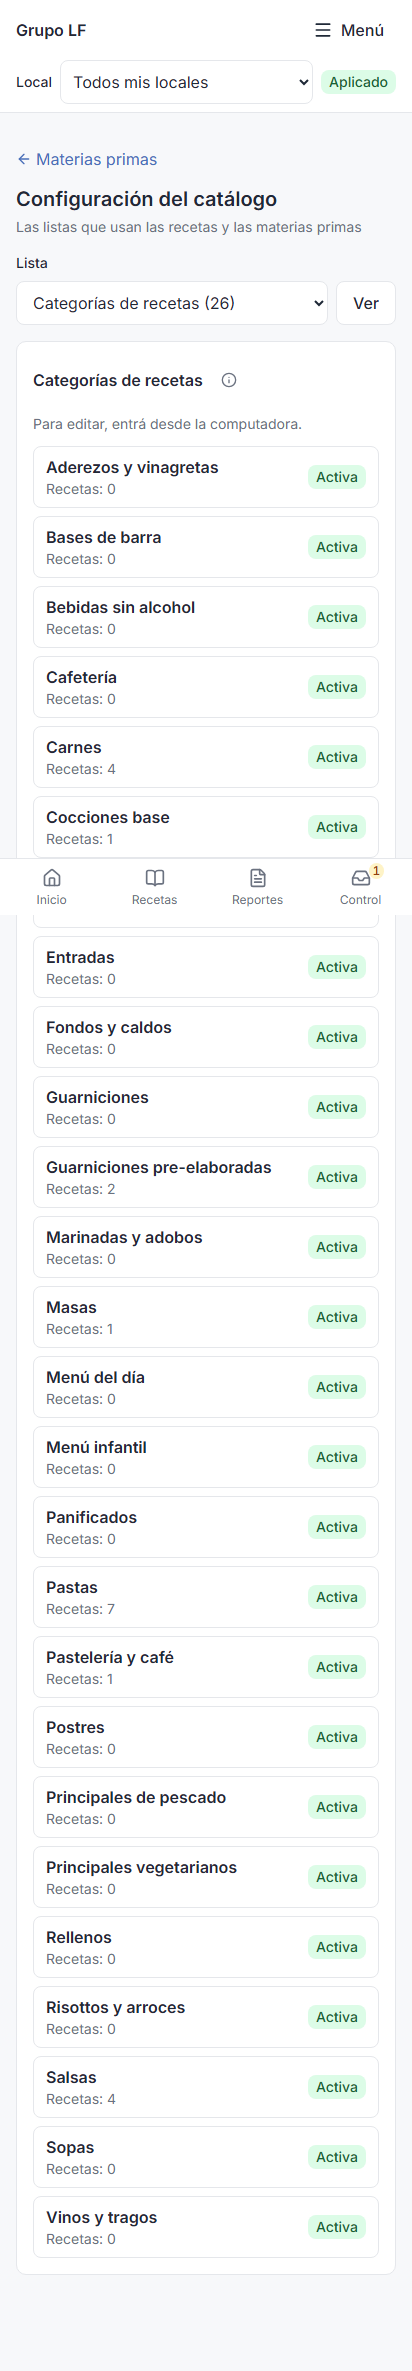 Grupo LF
Menú
Local
Todos mis locales
Aplicado
← Materias primas
Configuración del catálogo
Las listas que usan las recetas y las materias primas
Lista
Categorías de recetas (26)
Ver
Categorías de recetas
Para editar, entrá desde la computadora.
Aderezos y vinagretas
Recetas: 0
Activa
Bases de barra
Recetas: 0
Activa
Bebidas sin alcohol
Recetas: 0
Activa
Cafetería
Recetas: 0
Activa
Carnes
Recetas: 4
Activa
Cocciones base
Recetas: 1
Activa
1
Inicio
Recetas
Reportes
Control
Entradas
Recetas: 0
Activa
Fondos y caldos
Recetas: 0
Activa
Guarniciones
Recetas: 0
Activa
Guarniciones pre-elaboradas
Recetas: 2
Activa
Marinadas y adobos
Recetas: 0
Activa
Masas
Recetas: 1
Activa
Menú del día
Recetas: 0
Activa
Menú infantil
Recetas: 0
Activa
Panificados
Recetas: 0
Activa
Pastas
Recetas: 7
Activa
Pastelería y café
Recetas: 1
Activa
Postres
Recetas: 0
Activa
Principales de pescado
Recetas: 0
Activa
Principales vegetarianos
Recetas: 0
Activa
Rellenos
Recetas: 0
Activa
Risottos y arroces
Recetas: 0
Activa
Salsas
Recetas: 4
Activa
Sopas
Recetas: 0
Activa
Vinos y tragos
Recetas: 0
Activa